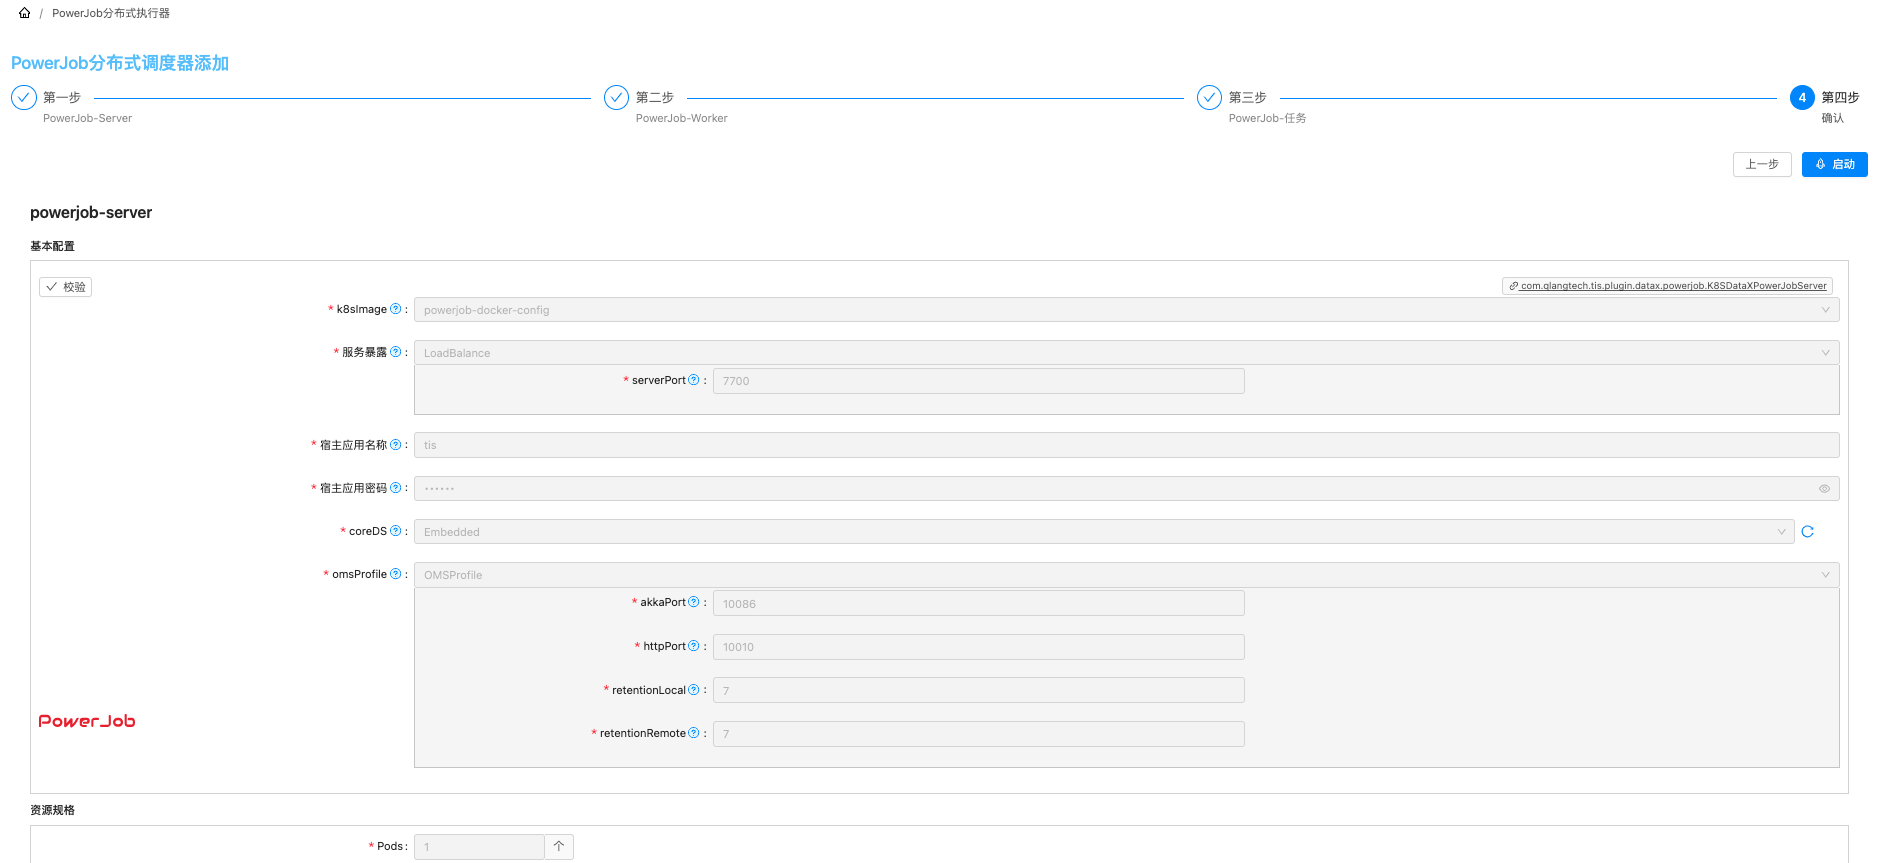 / PowerJob分布式执行器
PowerJob分布式调度器添加
第一步
PowerJob-Server
第二步
PowerJob-Worker
第三步
PowerJob-任务
4 第四步
确认
上一步 启动
powerjob-server
基本配置
校验 com.qlangtech.tis.plugin.datax.powerjob.K8SDataXPowerJobServer
* k8sImage ? : powerjob-docker-config
* 服务暴露 ? : LoadBalance
* serverPort ? : 7700
* 宿主应用名称 ? : tis
* 宿主应用密码 ? : ••••••
* coreDS ? : Embedded
* omsProfile ? : OMSProfile
* akkaPort ? : 10086
* httpPort ? : 10010
* retentionLocal ? : 7
PowerJob
* retentionRemote ? : 7
资源规格
* Pods : 1 个